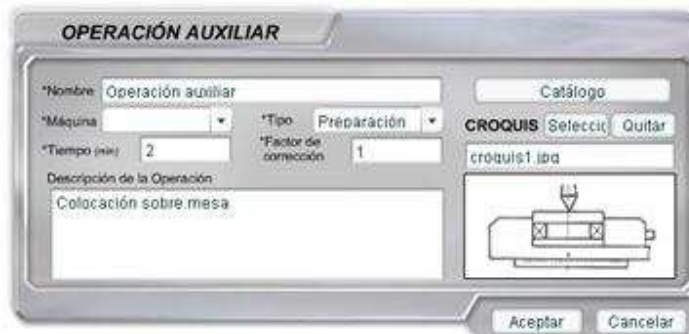 OPERACIÓN AUXILIAR
*Nombre Operación auxiliar
Catálogo
*Máquina *Tipo Preparación
CROQUIS Selecció Quitar
*Tiempo (min) 2 *Factor de corrección 1
croquis1.jpg
Descripción de la Operación
Colocación sobre mesa
Aceptar Cancelar